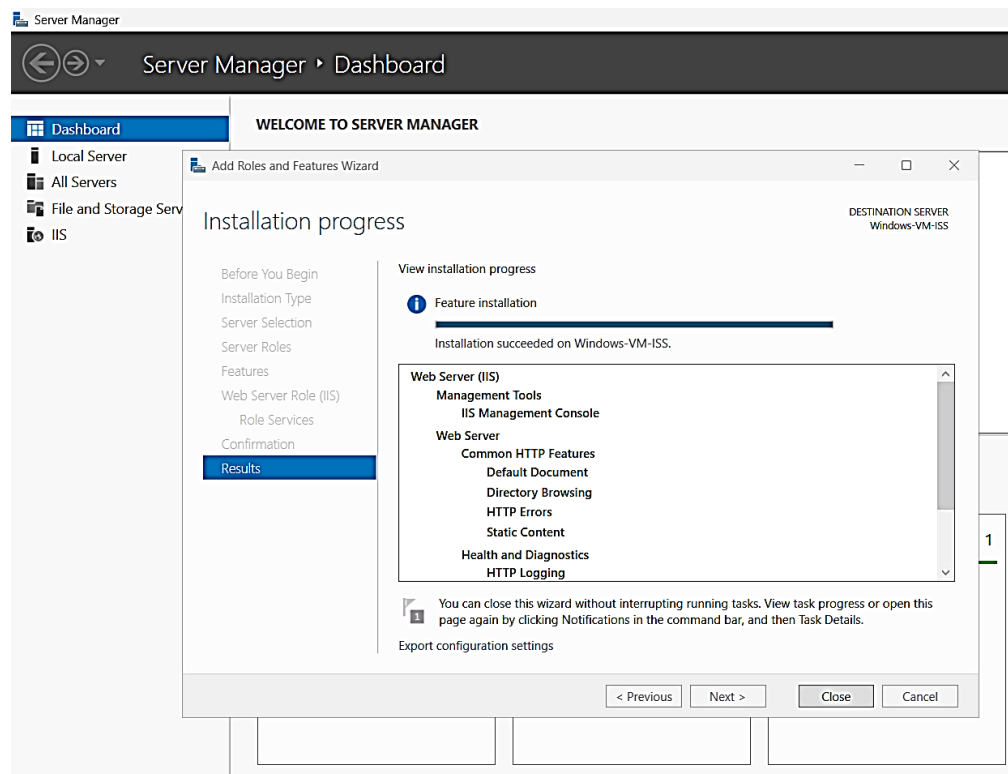 Server Manager
Server Manager ‣ Dashboard
Dashboard
Local Server
All Servers
File and Storage Serv
IIS
WELCOME TO SERVER MANAGER
Add Roles and Features Wizard
Installation progress
DESTINATION SERVER
Windows-VM-ISS
Before You Begin
Installation Type
Server Selection
Server Roles
Features
Web Server Role (IIS)
Role Services
Confirmation
Results
View installation progress
Feature installation
Installation succeeded on Windows-VM-ISS.
Web Server (IIS)
Management Tools
IIS Management Console
Web Server
Common HTTP Features
Default Document
Directory Browsing
HTTP Errors
Static Content
Health and Diagnostics
HTTP Logging
1
You can close this wizard without interrupting running tasks. View task progress or open this
page again by clicking Notifications in the command bar, and then Task Details.
Export configuration settings
< Previous
Next >
Close
Cancel
1